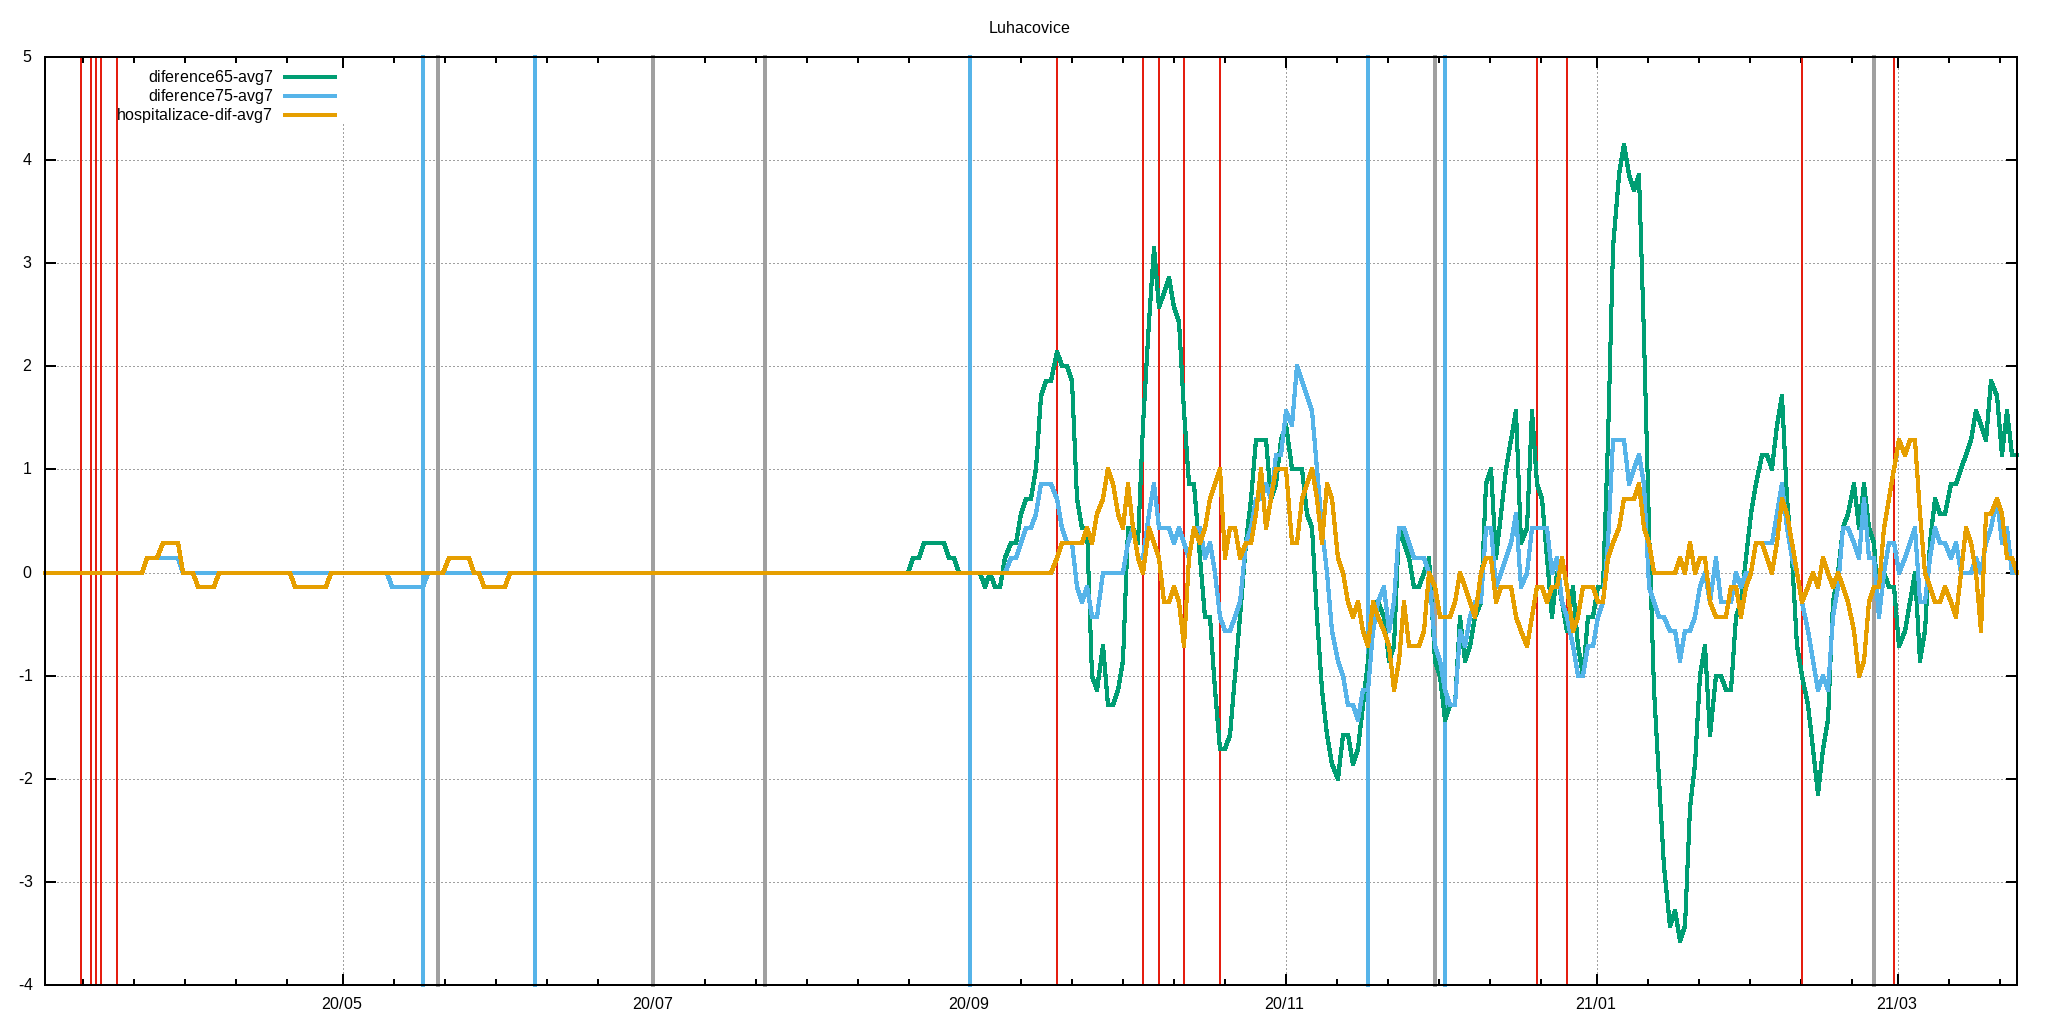 Luhacovice
5
diference65-avg7
diference75-avg7
hospitalizace-dif-avg7
4
3
2
1
0
-1
-2
-3
-4
20/05 20/07 20/09 20/11 21/01 21/03